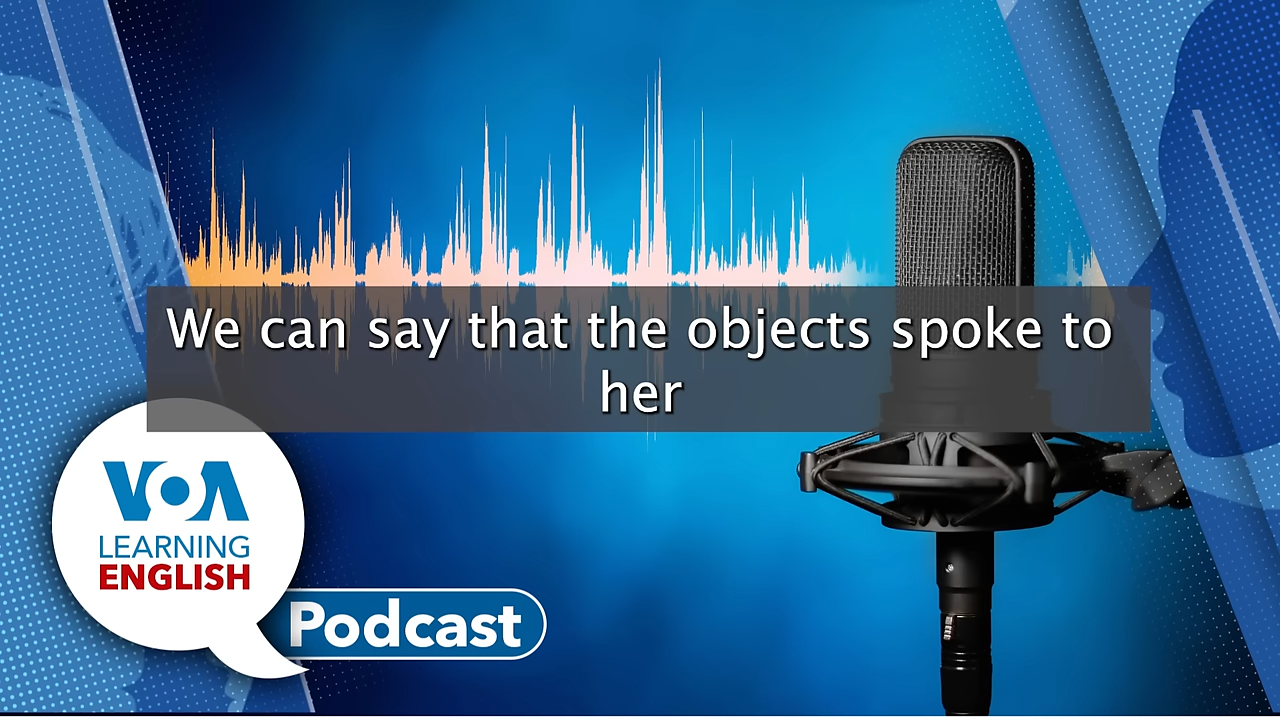 We can say that the objects spoke to
her
VOA
LEARNING
ENGLISH
Podcast